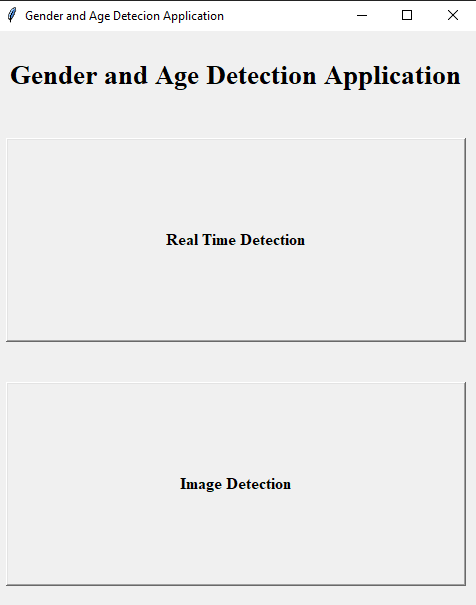 Gender and Age Detecion Application
Gender and Age Detection Application
Real Time Detection
Image Detection